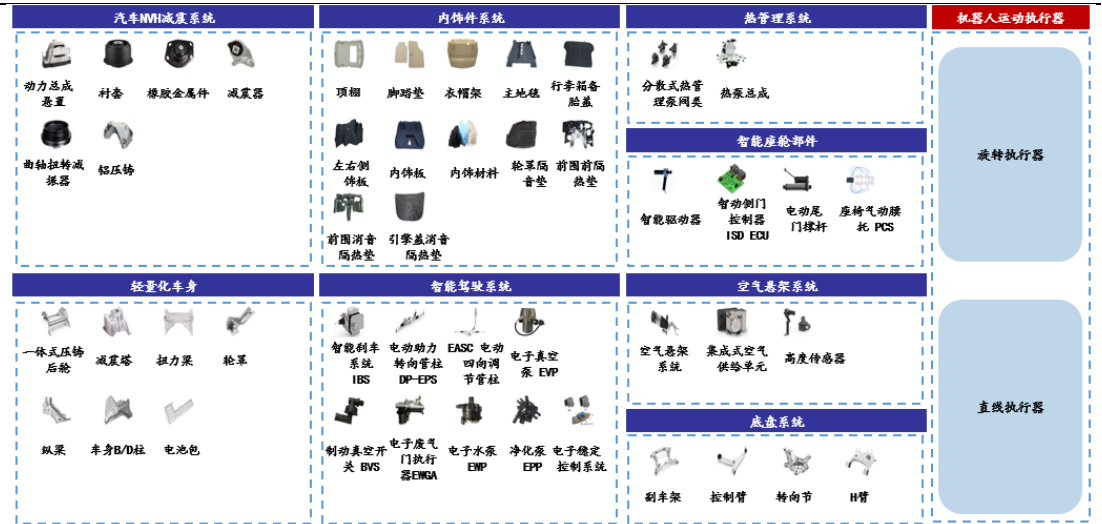 汽车NVH减震系统
动力总成
悬置
衬套
橡胶金属件
减震器
曲轴扭转减
振器
铝压铸
内饰件系统
顶棚
脚踏垫
衣帽架
主地毯
行李箱备
胎盖
左右侧
饰板
内饰板
内饰材料
轮罩隔
音垫
前围前隔
热垫
前围消音
隔热垫
引擎盖消音
隔热垫
热管理系统
分散式热管
理泵阀类
热泵总成
智能座轮部件
智能驱动器
智动侧门
控制器
ISD ECU
电动尾
门撑杆
座椅气动腰
托 PCS
机器人运动执行器
旋转执行器
直线执行器
轻量化车身
一体式压铸
后轮
减震塔
扭力梁
轮罩
纵梁
车身B/D柱
电池包
智能驾驶系统
智能刹车
系统
IBS
电动助力
转向管柱
DP-EPS
EASC 电动
四向调
节管柱
电子真空
泵 EVP
制动真空开
关 BVS
电子废气
门执行
器EWGA
电子水泵
EWP
净化泵
EPP
电子稳定
控制系统
空气悬架系统
空气悬架
系统
集成式空气
供给单元
高度传感器
底盘系统
副车架
控制臂
转向节
H臂